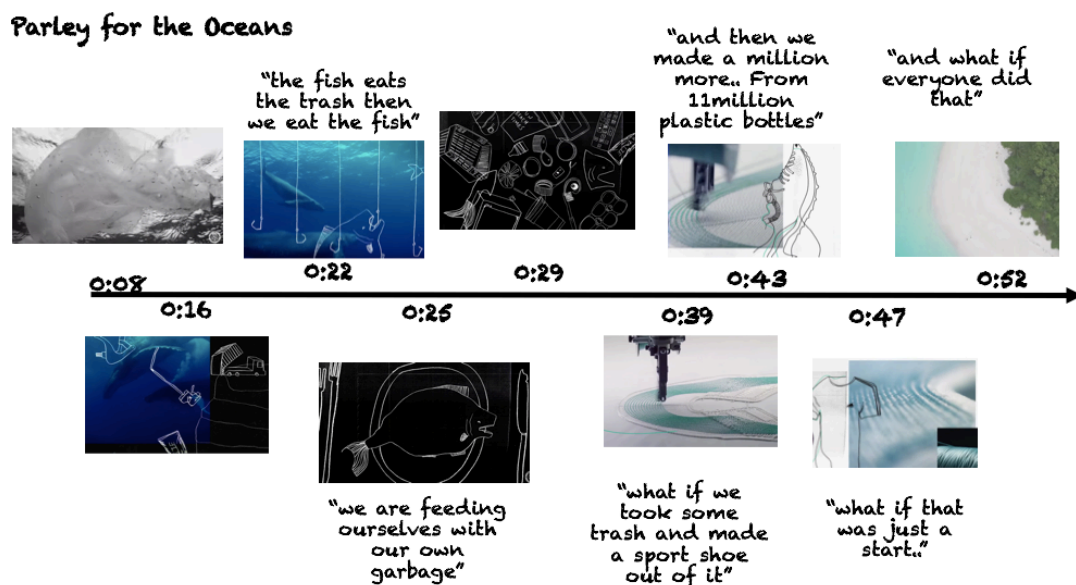 Parley for the Oceans
“the fish eats
the trash then
we eat the fish”
“and then we
made a million
more.. From
11million
plastic bottles”
“and what if
everyone did
that”
0:08
0:16
0:22
0:25
0:29
0:39
0:43
0:47
0:52
“we are feeding
ourselves with
our own
garbage”
“what if we
took some
trash and made
a sport shoe
out of it”
“what if that
was just a
start..”